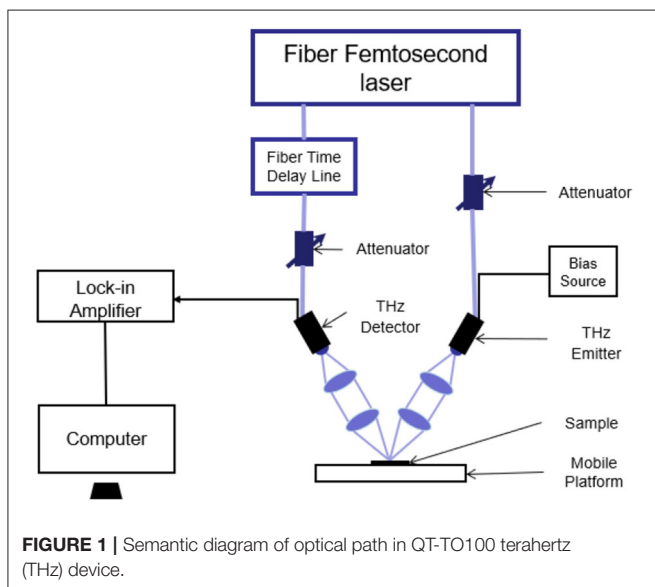 Fiber Femtosecond
laser
Fiber Time
Delay Line
Attenuator
Attenuator
Bias
Source
Lock-in
Amplifier
THz
Detector
THz
Emitter
Computer
Sample
Mobile
Platform
FIGURE 1 | Semantic diagram of optical path in QT-TO100 terahertz
(THz) device.